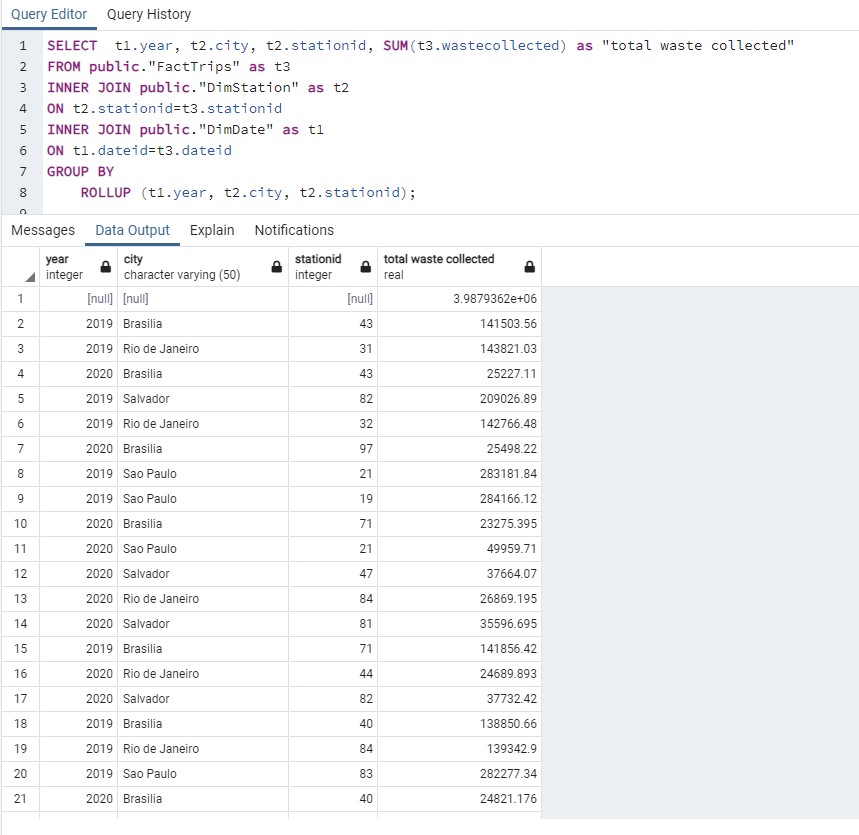 Query Editor Query History
1 SELECT  t1.year, t2.city, t2.stationid, SUM(t3.wastecollected) as "total waste collected"
2 FROM public."FactTrips" as t3
3 INNER JOIN public."DimStation" as t2
4 ON t2.stationid=t3.stationid
5 INNER JOIN public."DimDate" as t1
6 ON t1.dateid=t3.dateid
7 GROUP BY
8     ROLLUP (t1.year, t2.city, t2.stationid);
9
Messages Data Output Explain Notifications
year city stationid total waste collected
integer character varying (50) integer real
1 [null] [null] [null] 3.9879362e+06
2 2019 Brasilia 43 141503.56
3 2019 Rio de Janeiro 31 143821.03
4 2020 Brasilia 43 25227.11
5 2019 Salvador 82 209026.89
6 2019 Rio de Janeiro 32 142766.48
7 2020 Brasilia 97 25498.22
8 2019 Sao Paulo 21 283181.84
9 2019 Sao Paulo 19 284166.12
10 2020 Brasilia 71 23275.395
11 2020 Sao Paulo 21 49959.71
12 2020 Salvador 47 37664.07
13 2020 Rio de Janeiro 84 26869.195
14 2020 Salvador 81 35596.695
15 2019 Brasilia 71 141856.42
16 2020 Rio de Janeiro 44 24689.893
17 2020 Salvador 82 37732.42
18 2019 Brasilia 40 138850.66
19 2019 Rio de Janeiro 84 139342.9
20 2019 Sao Paulo 83 282277.34
21 2020 Brasilia 40 24821.176